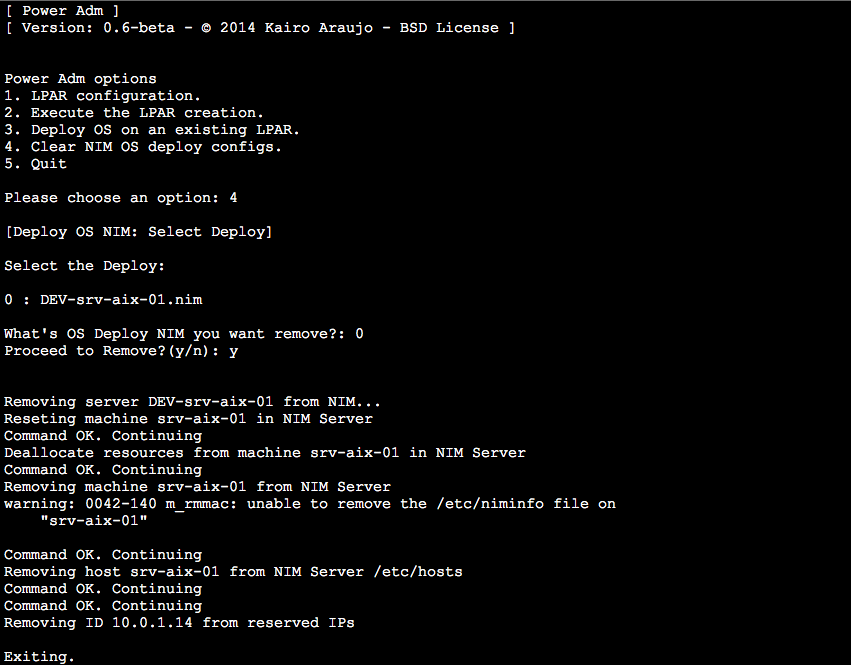 [ Power Adm ]
[ Version: 0.6-beta - © 2014 Kairo Araujo - BSD License ]
Power Adm options
1. LPAR configuration.
2. Execute the LPAR creation.
3. Deploy OS on an existing LPAR.
4. Clear NIM OS deploy configs.
5. Quit
Please choose an option: 4
[Deploy OS NIM: Select Deploy]
Select the Deploy:
0 : DEV-srv-aix-01.nim
What's OS Deploy NIM you want remove?: 0
Proceed to Remove?(y/n): y
Removing server DEV-srv-aix-01 from NIM...
Reseting machine srv-aix-01 in NIM Server
Command OK. Continuing
Deallocate resources from machine srv-aix-01 in NIM Server
Command OK. Continuing
Removing machine srv-aix-01 from NIM Server
warning: 0042-140 m_rmmac: unable to remove the /etc/niminfo file on
"srv-aix-01"
Command OK. Continuing
Removing host srv-aix-01 from NIM Server /etc/hosts
Command OK. Continuing
Command OK. Continuing
Removing ID 10.0.1.14 from reserved IPs
Exiting.